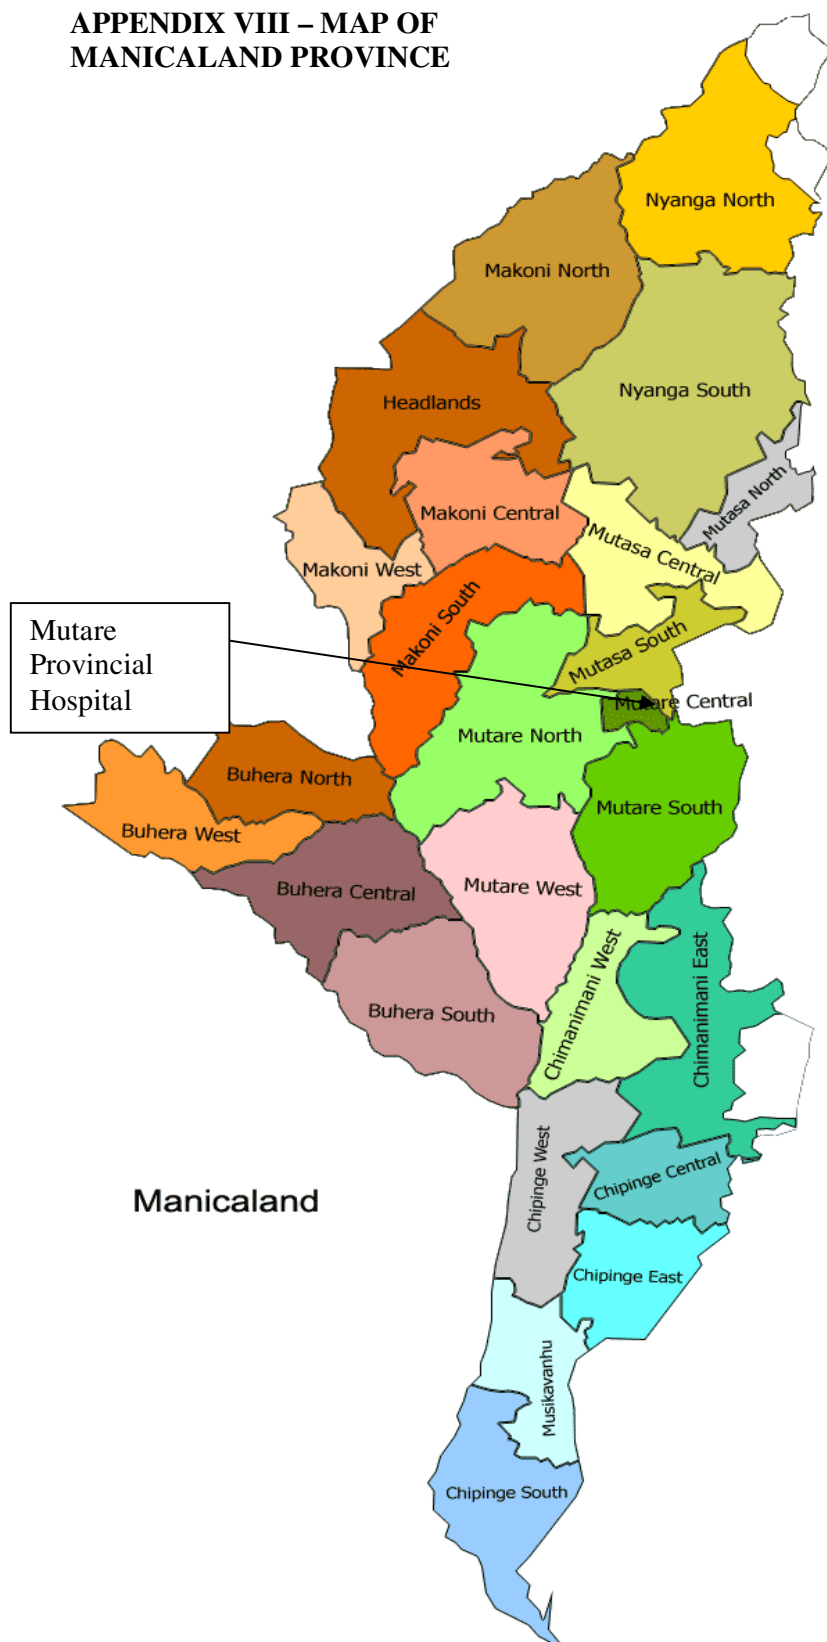 APPENDIX VIII – MAP OF
MANICALAND PROVINCE
Nyanga North
Makoni North
Nyanga South
Headlands
Mutasa North
Makoni Central
Mutasa Central
Makoni West
Makoni South
Mutasa South
Mutare
Provincial
Hospital
Mutare Central
Mutare North
Buhera North
Mutare South
Buhera West
Buhera Central
Mutare West
Chimanimani West
Chimanimani East
Buhera South
Chipinge West
Chipinge Central
Manicaland
Chipinge East
Musikavanhu
Chipinge South